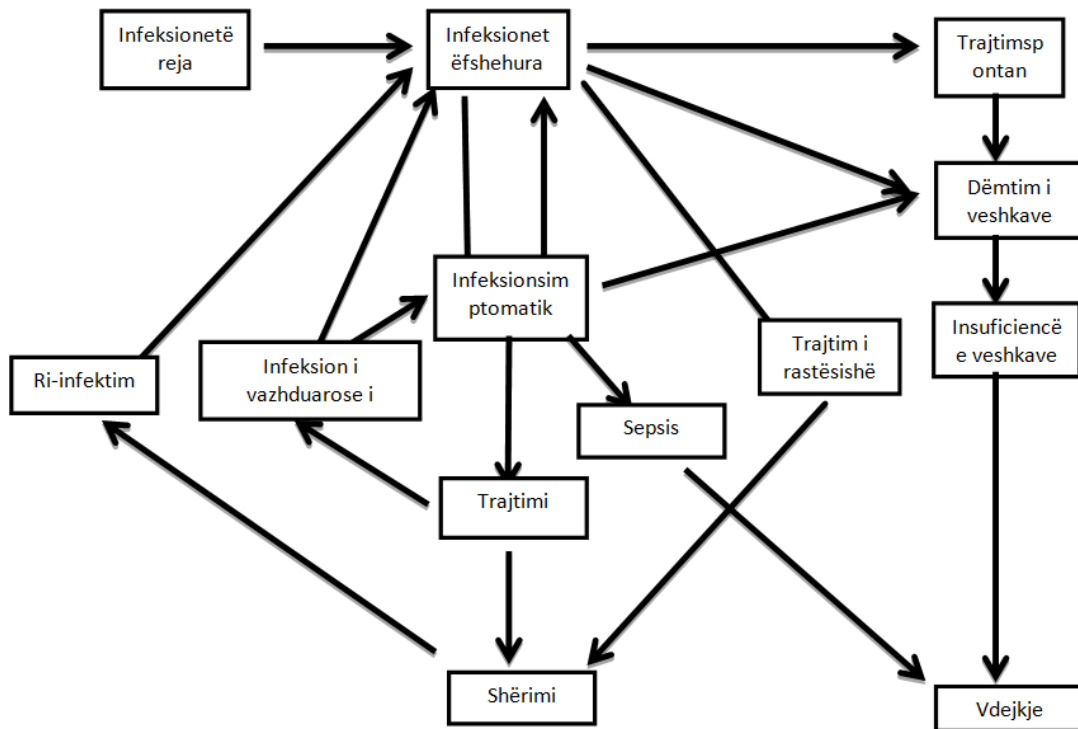 Infeksionetë
reja
Infeksionet
ëfshehura
Trajtimsp
ontan
Dëmtim i
veshkave
Infeksionsim
ptomatik
Insuficiencë
e veshkave
Trajtim i
rastësishë
Ri-infektim
Infeksion i
vazhduarose i
Sepsis
Trajtimi
Shërimi
Vdejkje